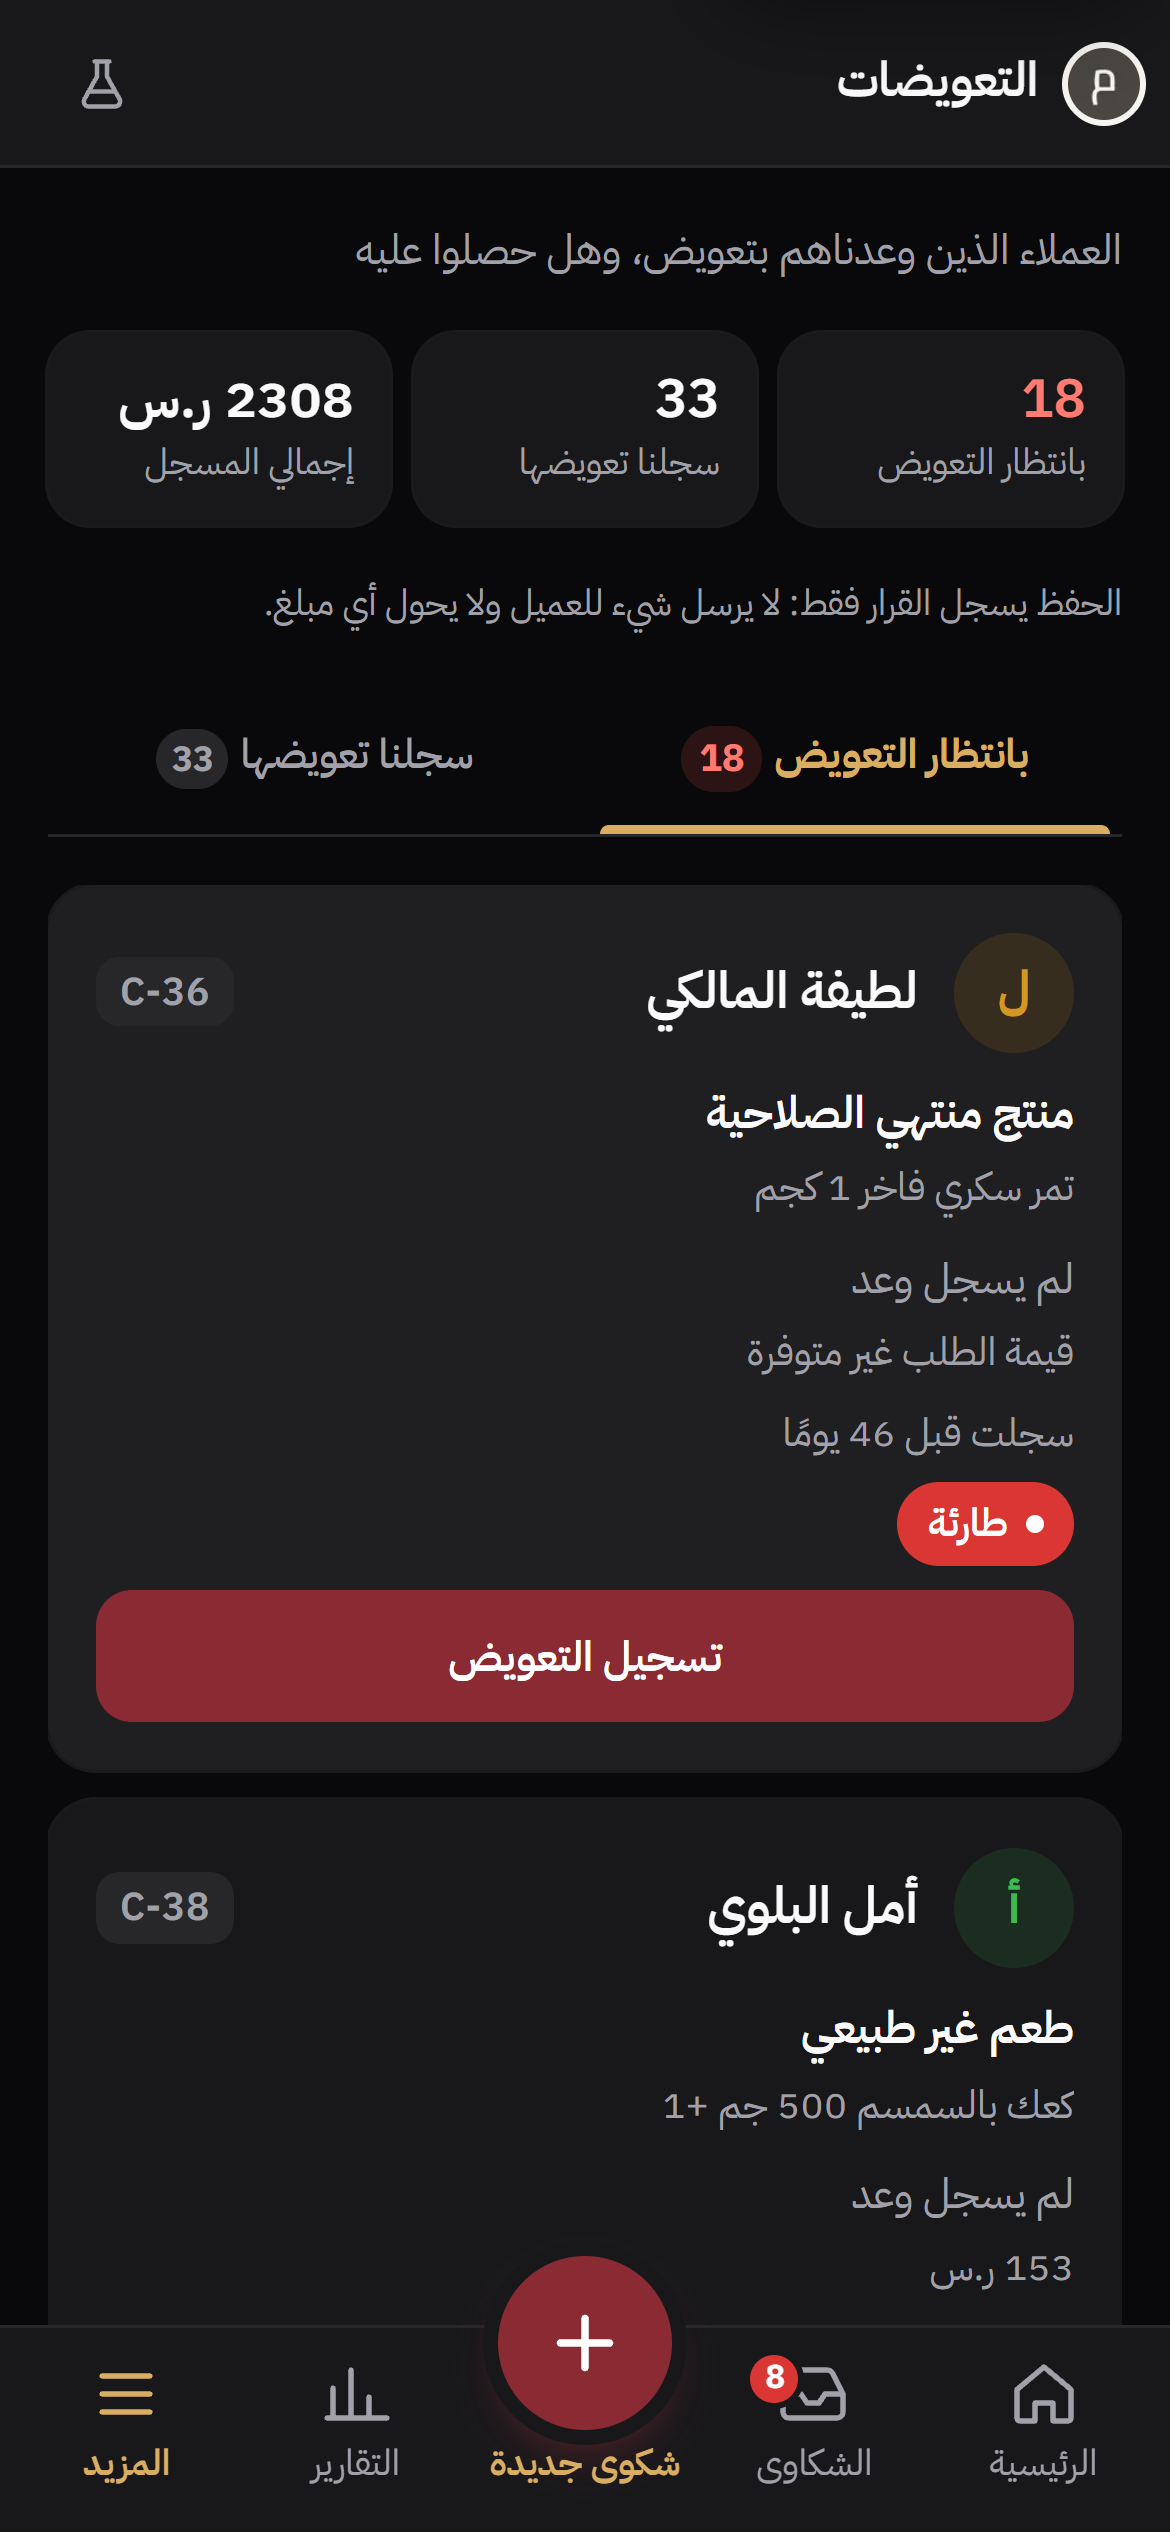 م
التعويضات
العملاء الذين وعدناهم بتعويض، وهل حصلوا عليه
18
بانتظار التعويض
33
سجلنا تعويضها
2308 ر.س
إجمالي المسجل
الحفظ يسجل القرار فقط: لا يرسل شيء للعميل ولا يحول أي مبلغ.
بانتظار التعويض 18
سجلنا تعويضها 33
ل
لطيفة المالكي
C-36
منتج منتهي الصلاحية
تمر سكري فاخر 1 كجم
لم يسجل وعد
قيمة الطلب غير متوفرة
سجلت قبل 46 يومًا
طارئة
تسجيل التعويض
أ
أمل البلوي
C-38
طعم غير طبيعي
كعك بالسمسم 500 جم +1
لم يسجل وعد
153 ر.س
الرئيسية
8
الشكاوى
شكوى جديدة
التقارير
المزيد